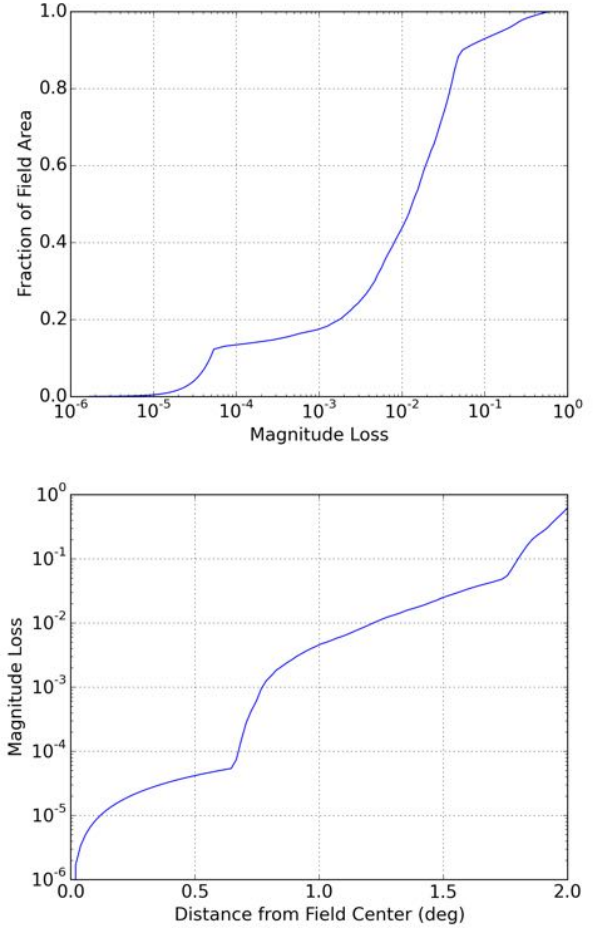 1.0
0.8
0.6
0.4
0.2
0.0
Fraction of Field Area
10^-6 10^-5 10^-4 10^-3 10^-2 10^-1 10^0
Magnitude Loss
10^0
10^-1
10^-2
10^-3
10^-4
10^-5
10^-6
Magnitude Loss
0.0 0.5 1.0 1.5 2.0
Distance from Field Center (deg)